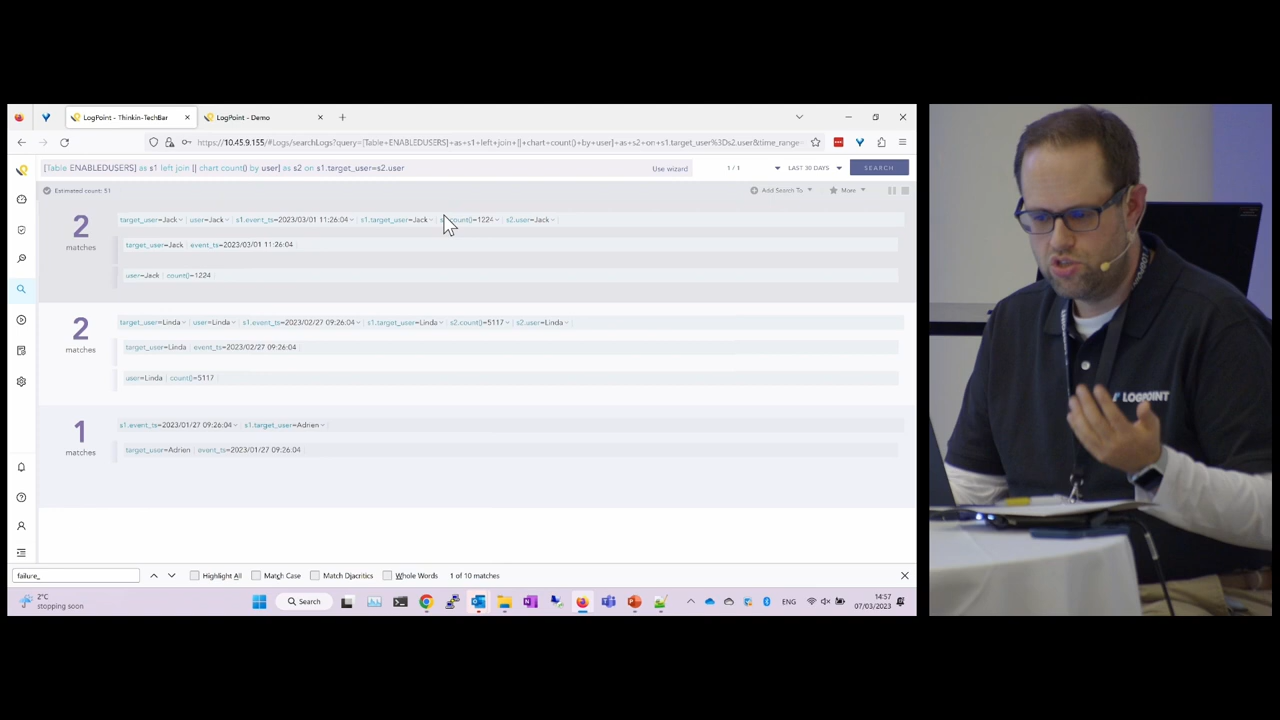 LogPoint - Thinkin-TechBar
LogPoint - Demo
https://10.45.9.155/#Logs/searchLogs?query=[Table+ENABLEDUSERS]+as+s1+left+join+[[+chart+count()+by+user]+as+s2+on+s1.target_user%3Ds2.user&time_range=
[Table ENABLEDUSERS] as s1 left join [| chart count() by user] as s2 on s1.target_user=s2.user
Use wizard
1 / 1
LAST 30 DAYS
SEARCH
Estimated count: 51
Add Search To
More
2 matches
target_user=Jack | user=Jack | s1.event_ts=2023/03/01 11:26:04 | s1.target_user=Jack | count()=1224 | s2.user=Jack
target_user=Jack | event_ts=2023/03/01 11:26:04
user=Jack | count()=1224
2 matches
target_user=Linda | user=Linda | s1.event_ts=2023/02/27 09:26:04 | s1.target_user=Linda | s2.count()=5117 | s2.user=Linda
target_user=Linda | event_ts=2023/02/27 09:26:04
user=Linda | count()=5117
1 matches
s1.event_ts=2023/01/27 09:26:04 | s1.target_user=Adrien
target_user=Adrien | event_ts=2023/01/27 09:26:04
failure_
Highlight All
Match Case
Match Diacritics
Whole Words
1 of 10 matches
2°C
stopping soon
Search
ENG
14:57
07/03/2023
LOGPOINT